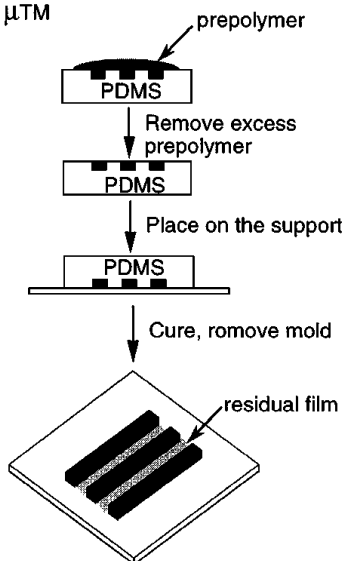 μTM
prepolymer
PDMS
Remove excess
prepolymer
PDMS
Place on the support
PDMS
Cure, romove mold
residual film